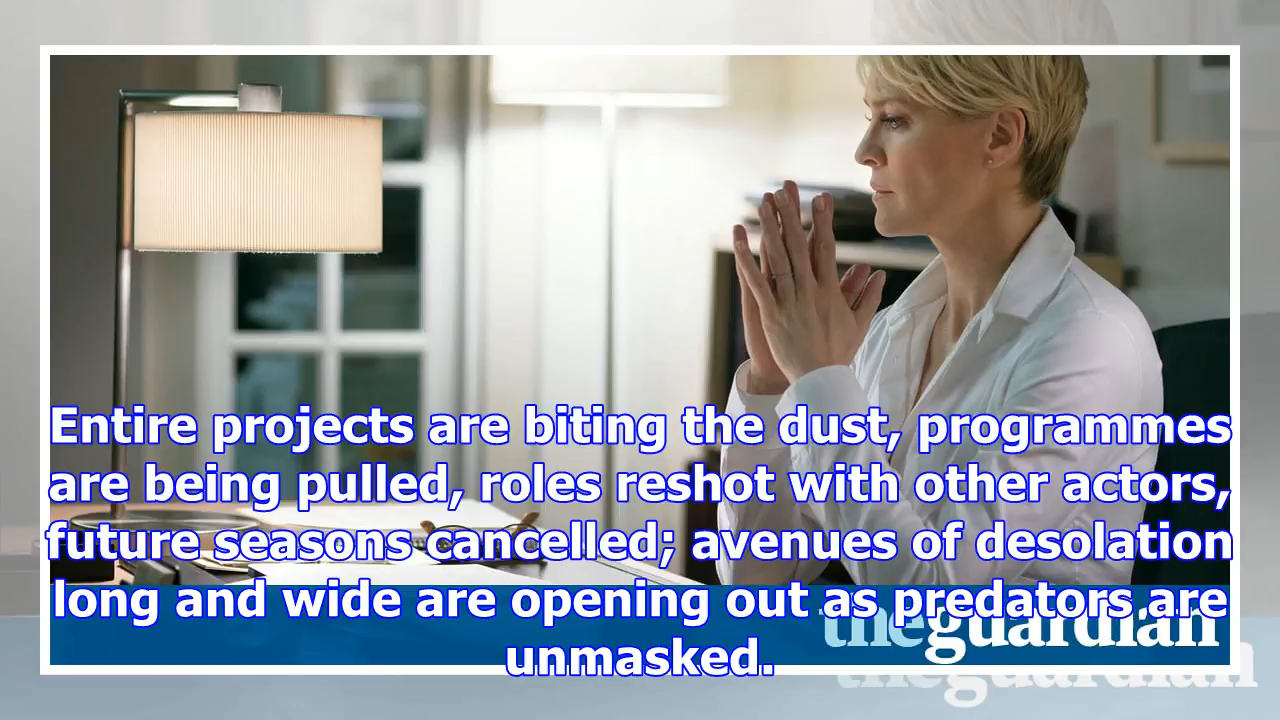 Entire projects are biting the dust, programmes
are being pulled, roles reshot with other actors,
future seasons cancelled; avenues of desolation
long and wide are opening out as predators are
unmasked.
theguardian
theguardian